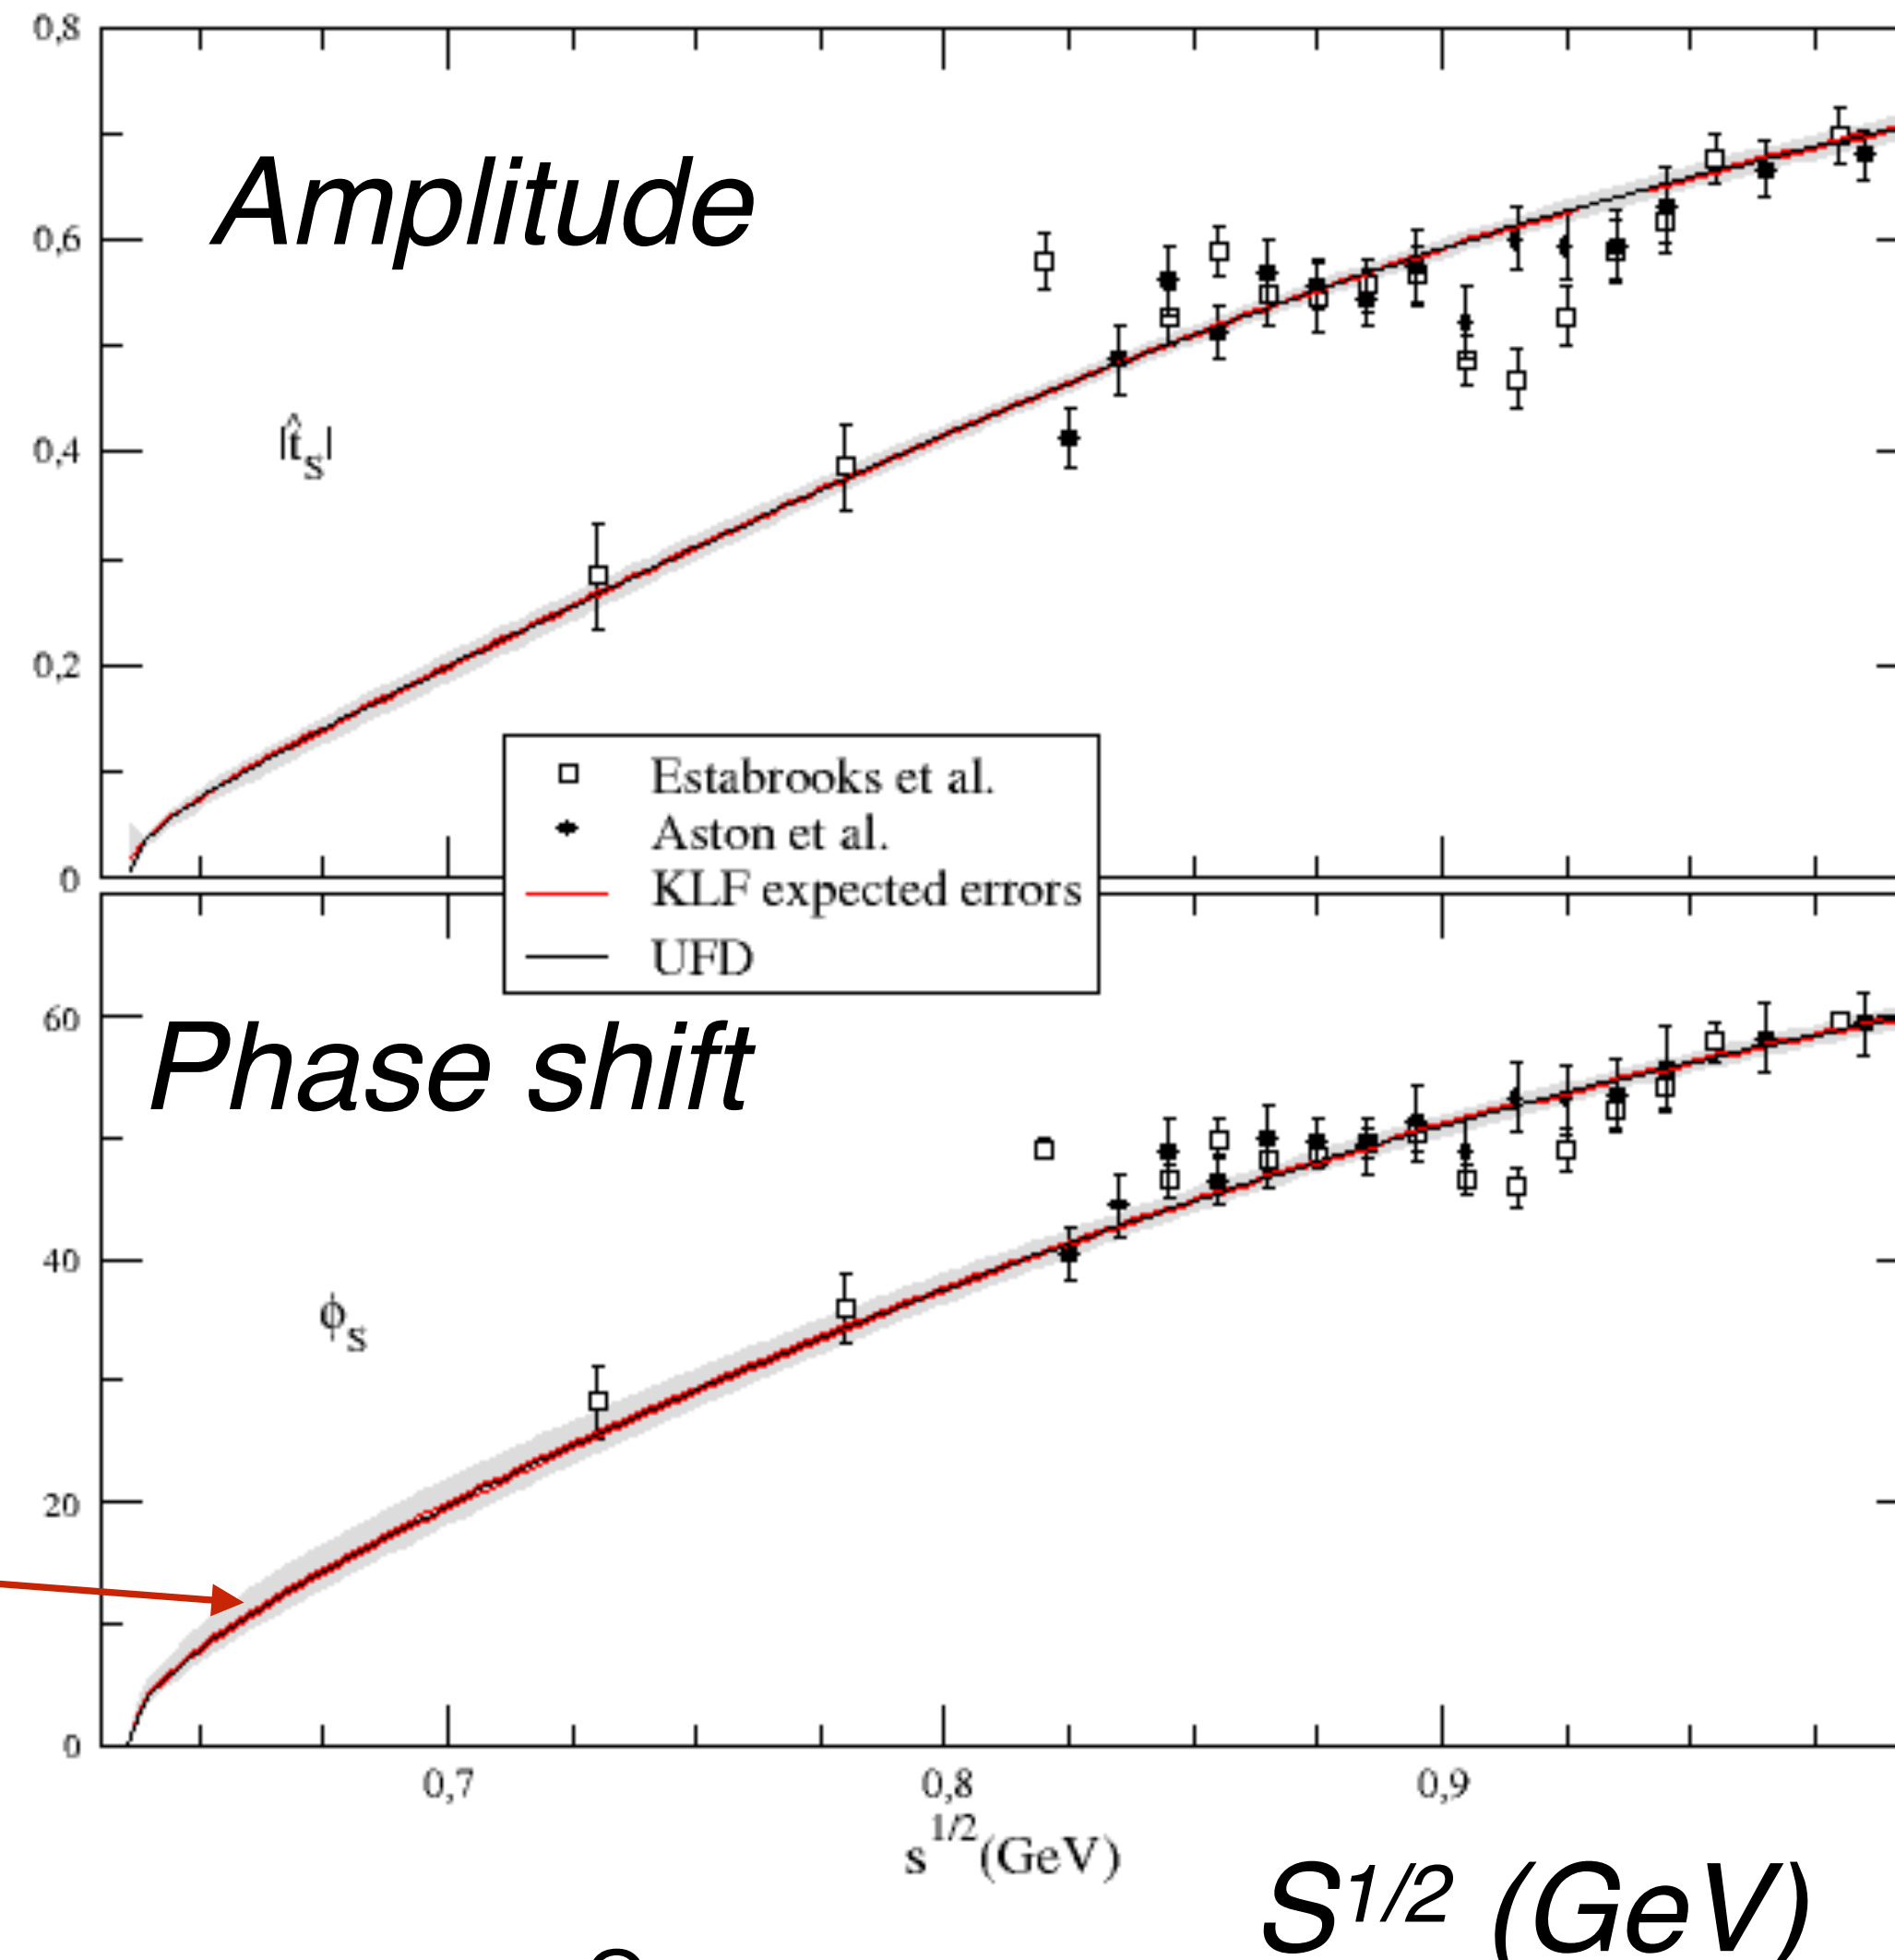 0,8
Amplitude
0,6
|t̂s|
0,4
0,2
0
Estabrooks et al.
Aston et al.
KLF expected errors
UFD
60
Phase shift
40
ϕs
20
0
0,7 0,8 0,9
s1/2(GeV)
S1/2 (GeV)